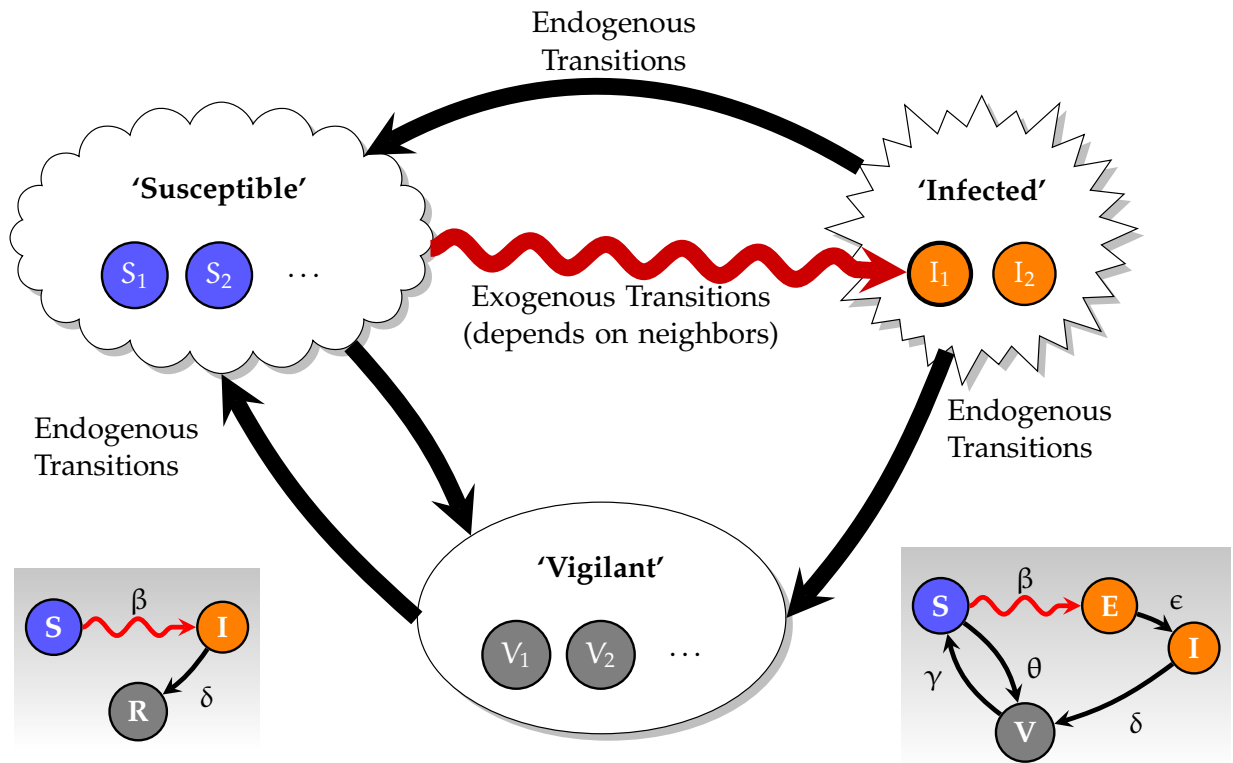 Endogenous
Transitions
‘Susceptible’
‘Infected’
S₁ S₂ ...
I₁ I₂
Exogenous Transitions
(depends on neighbors)
Endogenous
Transitions
Endogenous
Transitions
‘Vigilant’
V₁ V₂ ...
β
S I
R δ
β
S E ϵ
I
γ θ
V δ